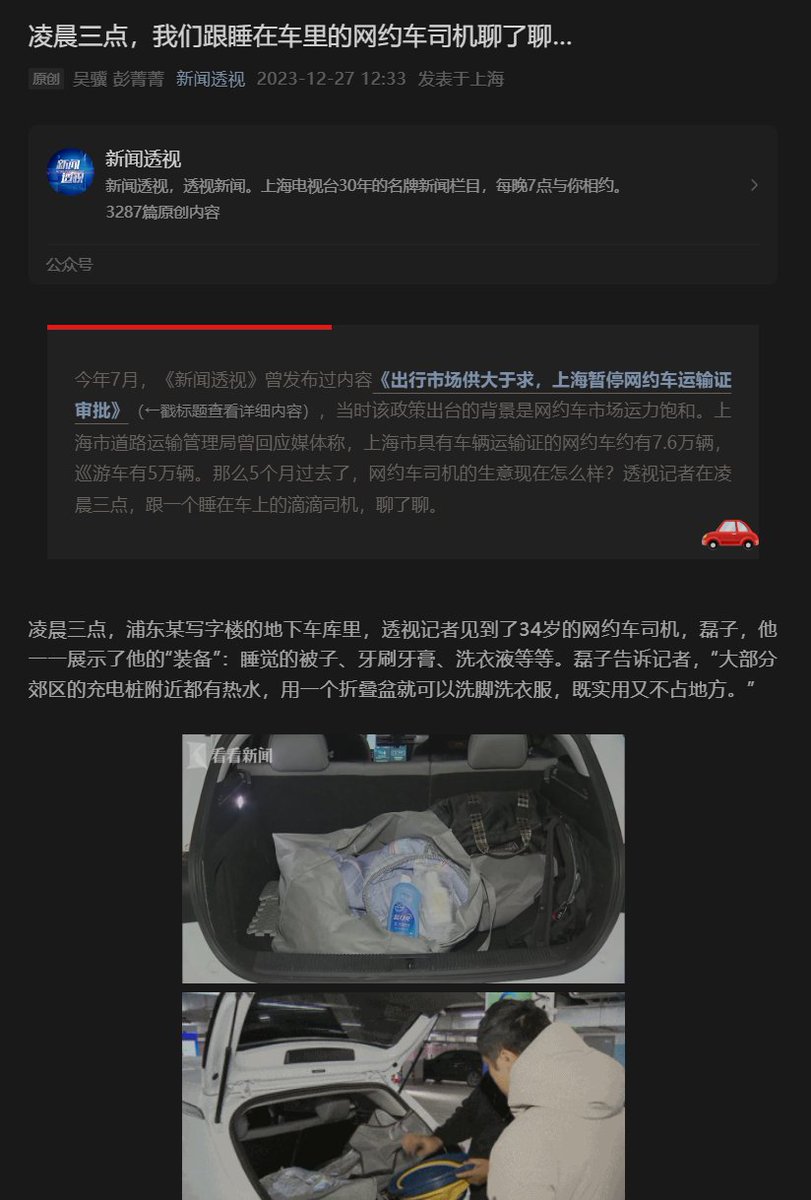 凌晨三点，我们跟睡在车里的网约车司机聊了聊...
原创 吴骥 彭菁菁 新闻透视 2023-12-27 12:33 发表于上海
新闻透视
新闻透视
新闻透视，透视新闻。上海电视台30年的名牌新闻栏目，每晚7点与你相约。
3287篇原创内容
公众号
今年7月，《新闻透视》曾发布过内容《出行市场供大于求，上海暂停网约车运输证
审批》（←戳标题查看详细内容），当时该政策出台的背景是网约车市场运力饱和。上
海市道路运输管理局曾回应媒体称，上海市具有车辆运输证的网约车约有7.6万辆，
巡游车有5万辆。那么5个月过去了，网约车司机的生意现在怎么样？透视记者在凌
晨三点，跟一个睡在车上的滴滴司机，聊了聊。
凌晨三点，浦东某写字楼的地下车库里，透视记者见到了34岁的网约车司机，磊子，他
一一展示了他的“装备”：睡觉的被子、牙刷牙膏、洗衣液等等。磊子告诉记者，“大部分
郊区的充电桩附近都有热水，用一个折叠盆就可以洗脚洗衣服，既实用又不占地方。”
看看新闻